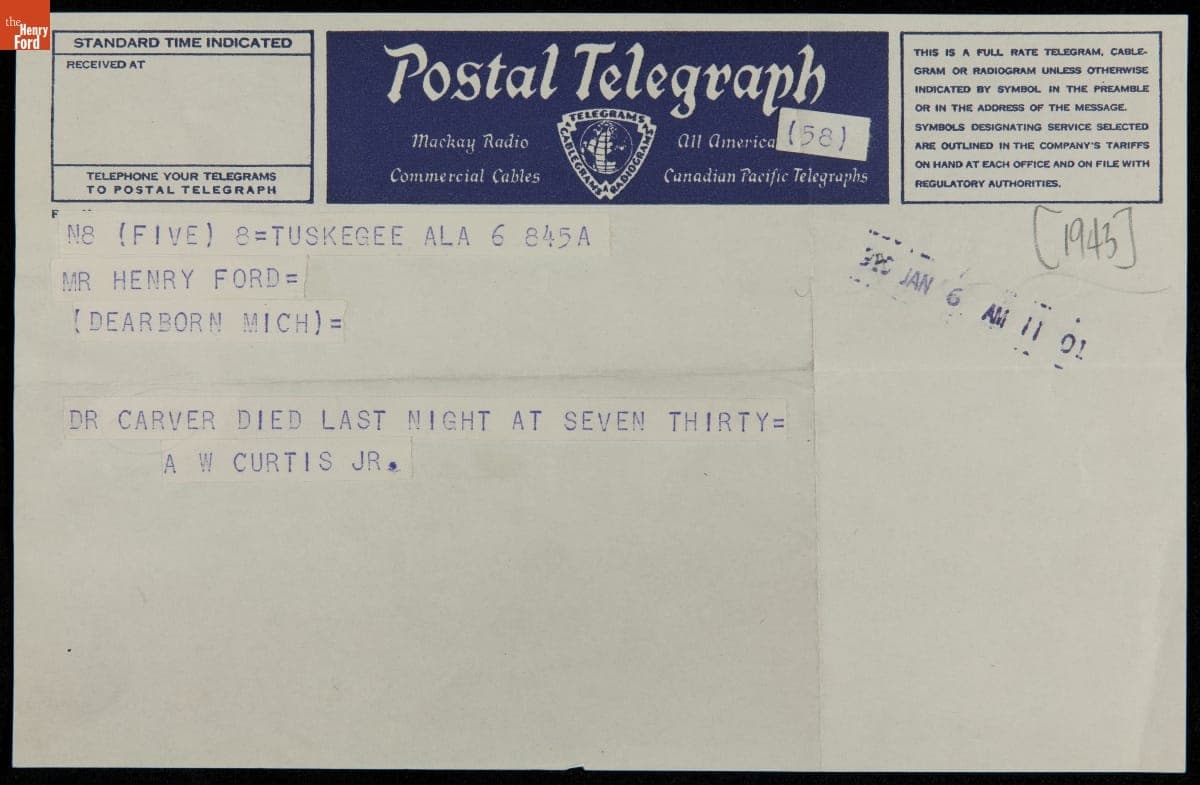 the
Henry
Ford
STANDARD TIME INDICATED
RECEIVED AT
TELEPHONE YOUR TELEGRAMS
TO POSTAL TELEGRAPH
Postal Telegraph
Mackay Radio
Commercial Cables
TELEGRAMS
CABLEGRAMS
RADIOGRAMS
All America
(58)
Canadian Pacific Telegraphs
THIS IS A FULL RATE TELEGRAM, CABLE-
GRAM OR RADIOGRAM UNLESS OTHERWISE
INDICATED BY SYMBOL IN THE PREAMBLE
OR IN THE ADDRESS OF THE MESSAGE.
SYMBOLS DESIGNATING SERVICE SELECTED
ARE OUTLINED IN THE COMPANY'S TARIFFS
ON HAND AT EACH OFFICE AND ON FILE WITH
REGULATORY AUTHORITIES.
[1943]
JAN 6 AM 11 01
N8 (FIVE) 8=TUSKEGEE ALA 6 845A
MR HENRY FORD=
(DEARBORN MICH)=
DR CARVER DIED LAST NIGHT AT SEVEN THIRTY=
A W CURTIS JR.